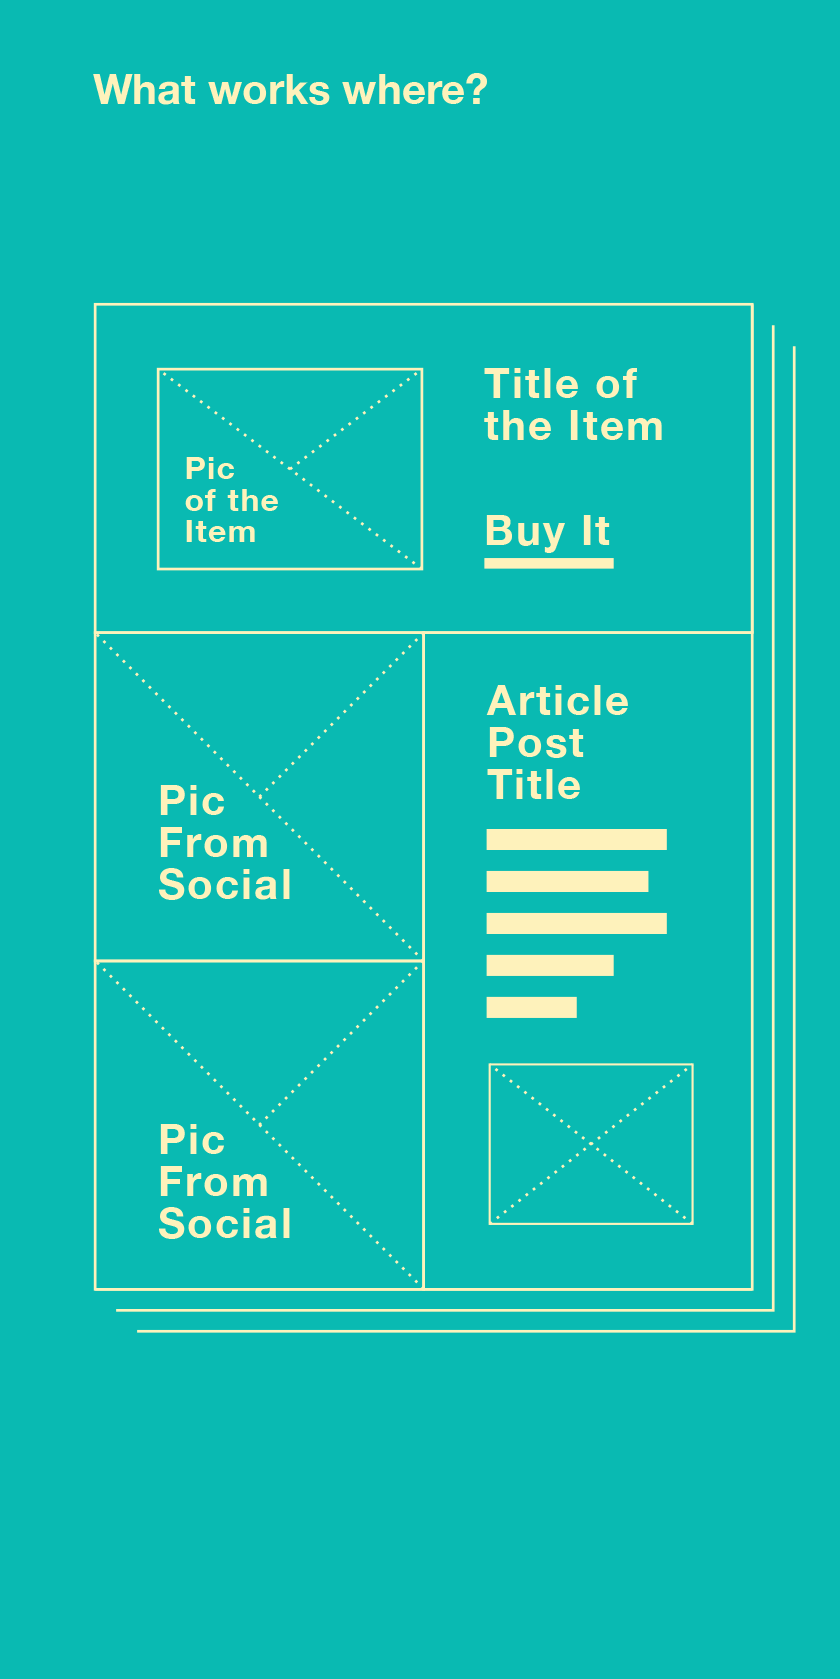 What works where?
Pic
of the
Item
Title of
the Item
Buy It
Pic
From
Social
Article
Post
Title
Pic
From
Social